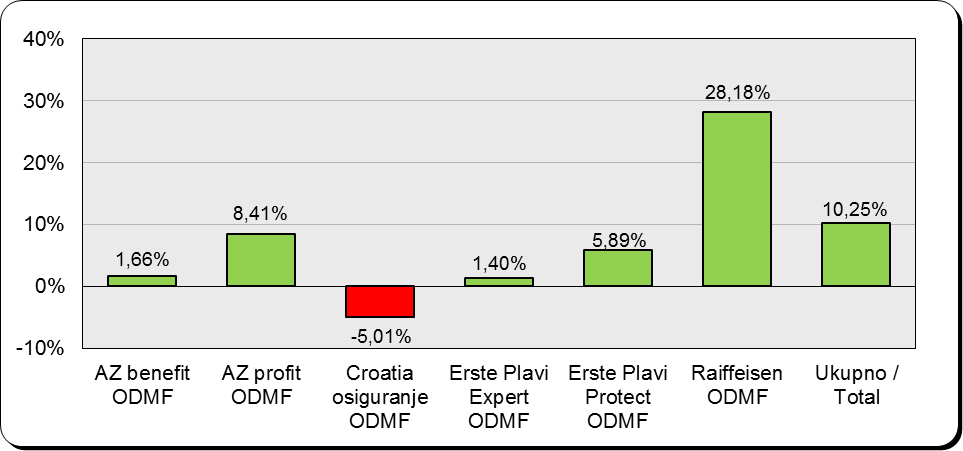 40%
30%
20%
10%
0%
-10%
1,66%
8,41%
-5,01%
1,40%
5,89%
28,18%
10,25%
AZ benefit
ODMF
AZ profit
ODMF
Croatia
osiguranje
ODMF
Erste Plavi
Expert
ODMF
Erste Plavi
Protect
ODMF
Raiffeisen
ODMF
Ukupno /
Total